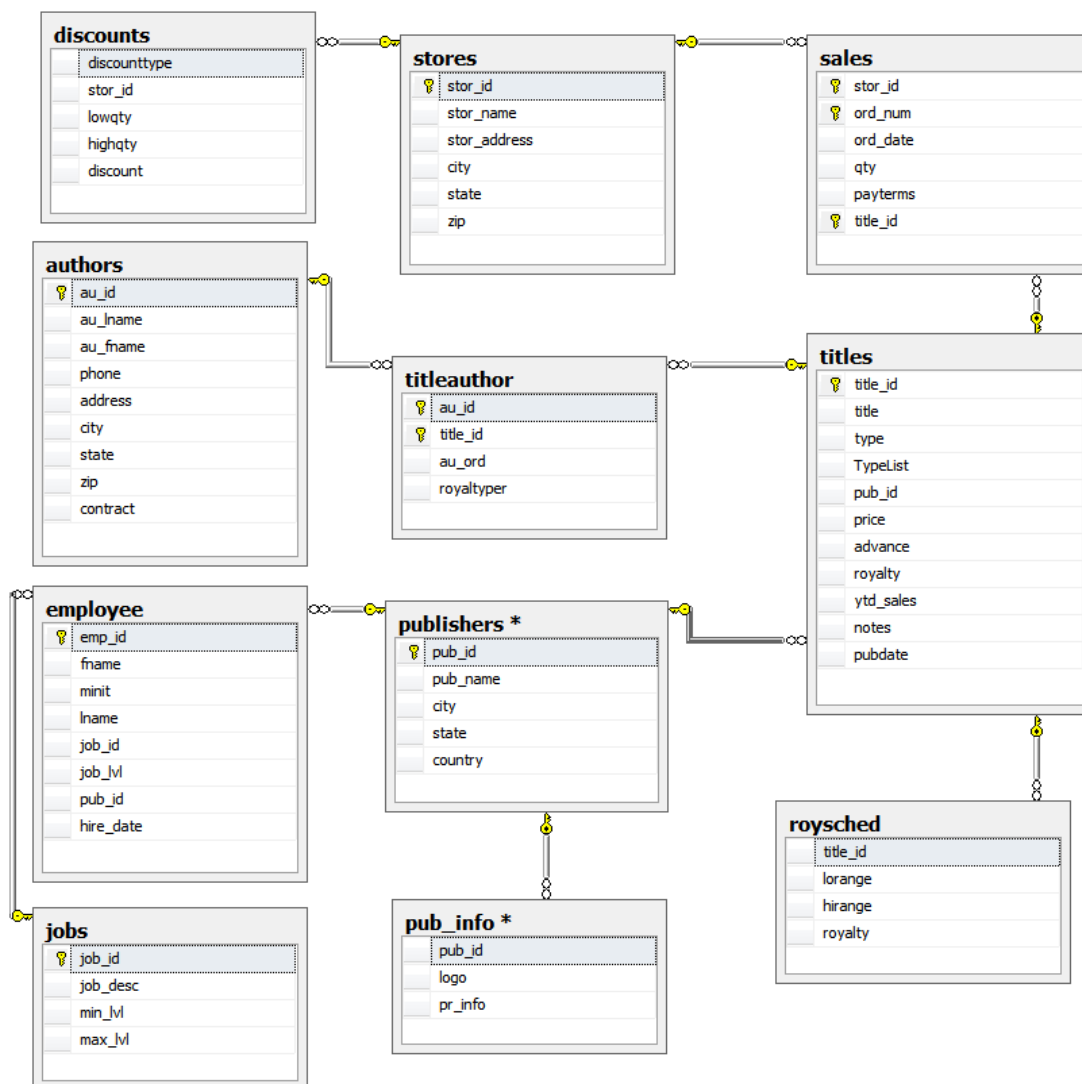 discounts
discounttype
stor_id
lowqty
highqty
discount
stores
stor_id
stor_name
stor_address
city
state
zip
sales
stor_id
ord_num
ord_date
qty
payterms
title_id
authors
au_id
au_lname
au_fname
phone
address
city
state
zip
contract
titleauthor
au_id
title_id
au_ord
royaltyper
titles
title_id
title
type
TypeList
pub_id
price
advance
royalty
ytd_sales
notes
pubdate
employee
emp_id
fname
minit
lname
job_id
job_lvl
pub_id
hire_date
publishers *
pub_id
pub_name
city
state
country
roysched
title_id
lorange
hirange
royalty
jobs
job_id
job_desc
min_lvl
max_lvl
pub_info *
pub_id
logo
pr_info